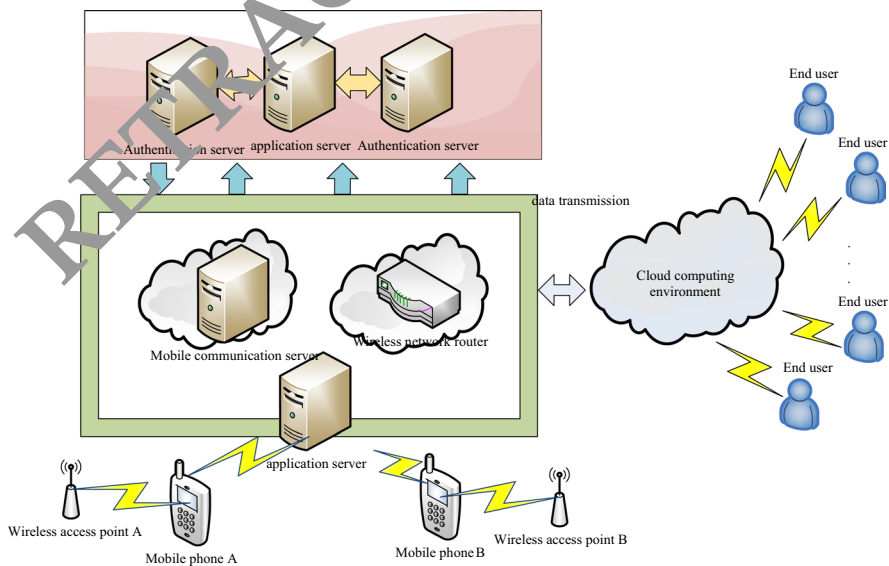 RETRAC
End user
End user
Authentication server
application server
Authentication server
data transmission
Cloud computing
environment
Mobile communication server
Wireless network router
End user
End user
application server
Wireless access point A
Mobile phone A
Mobile phone B
Wireless access point B